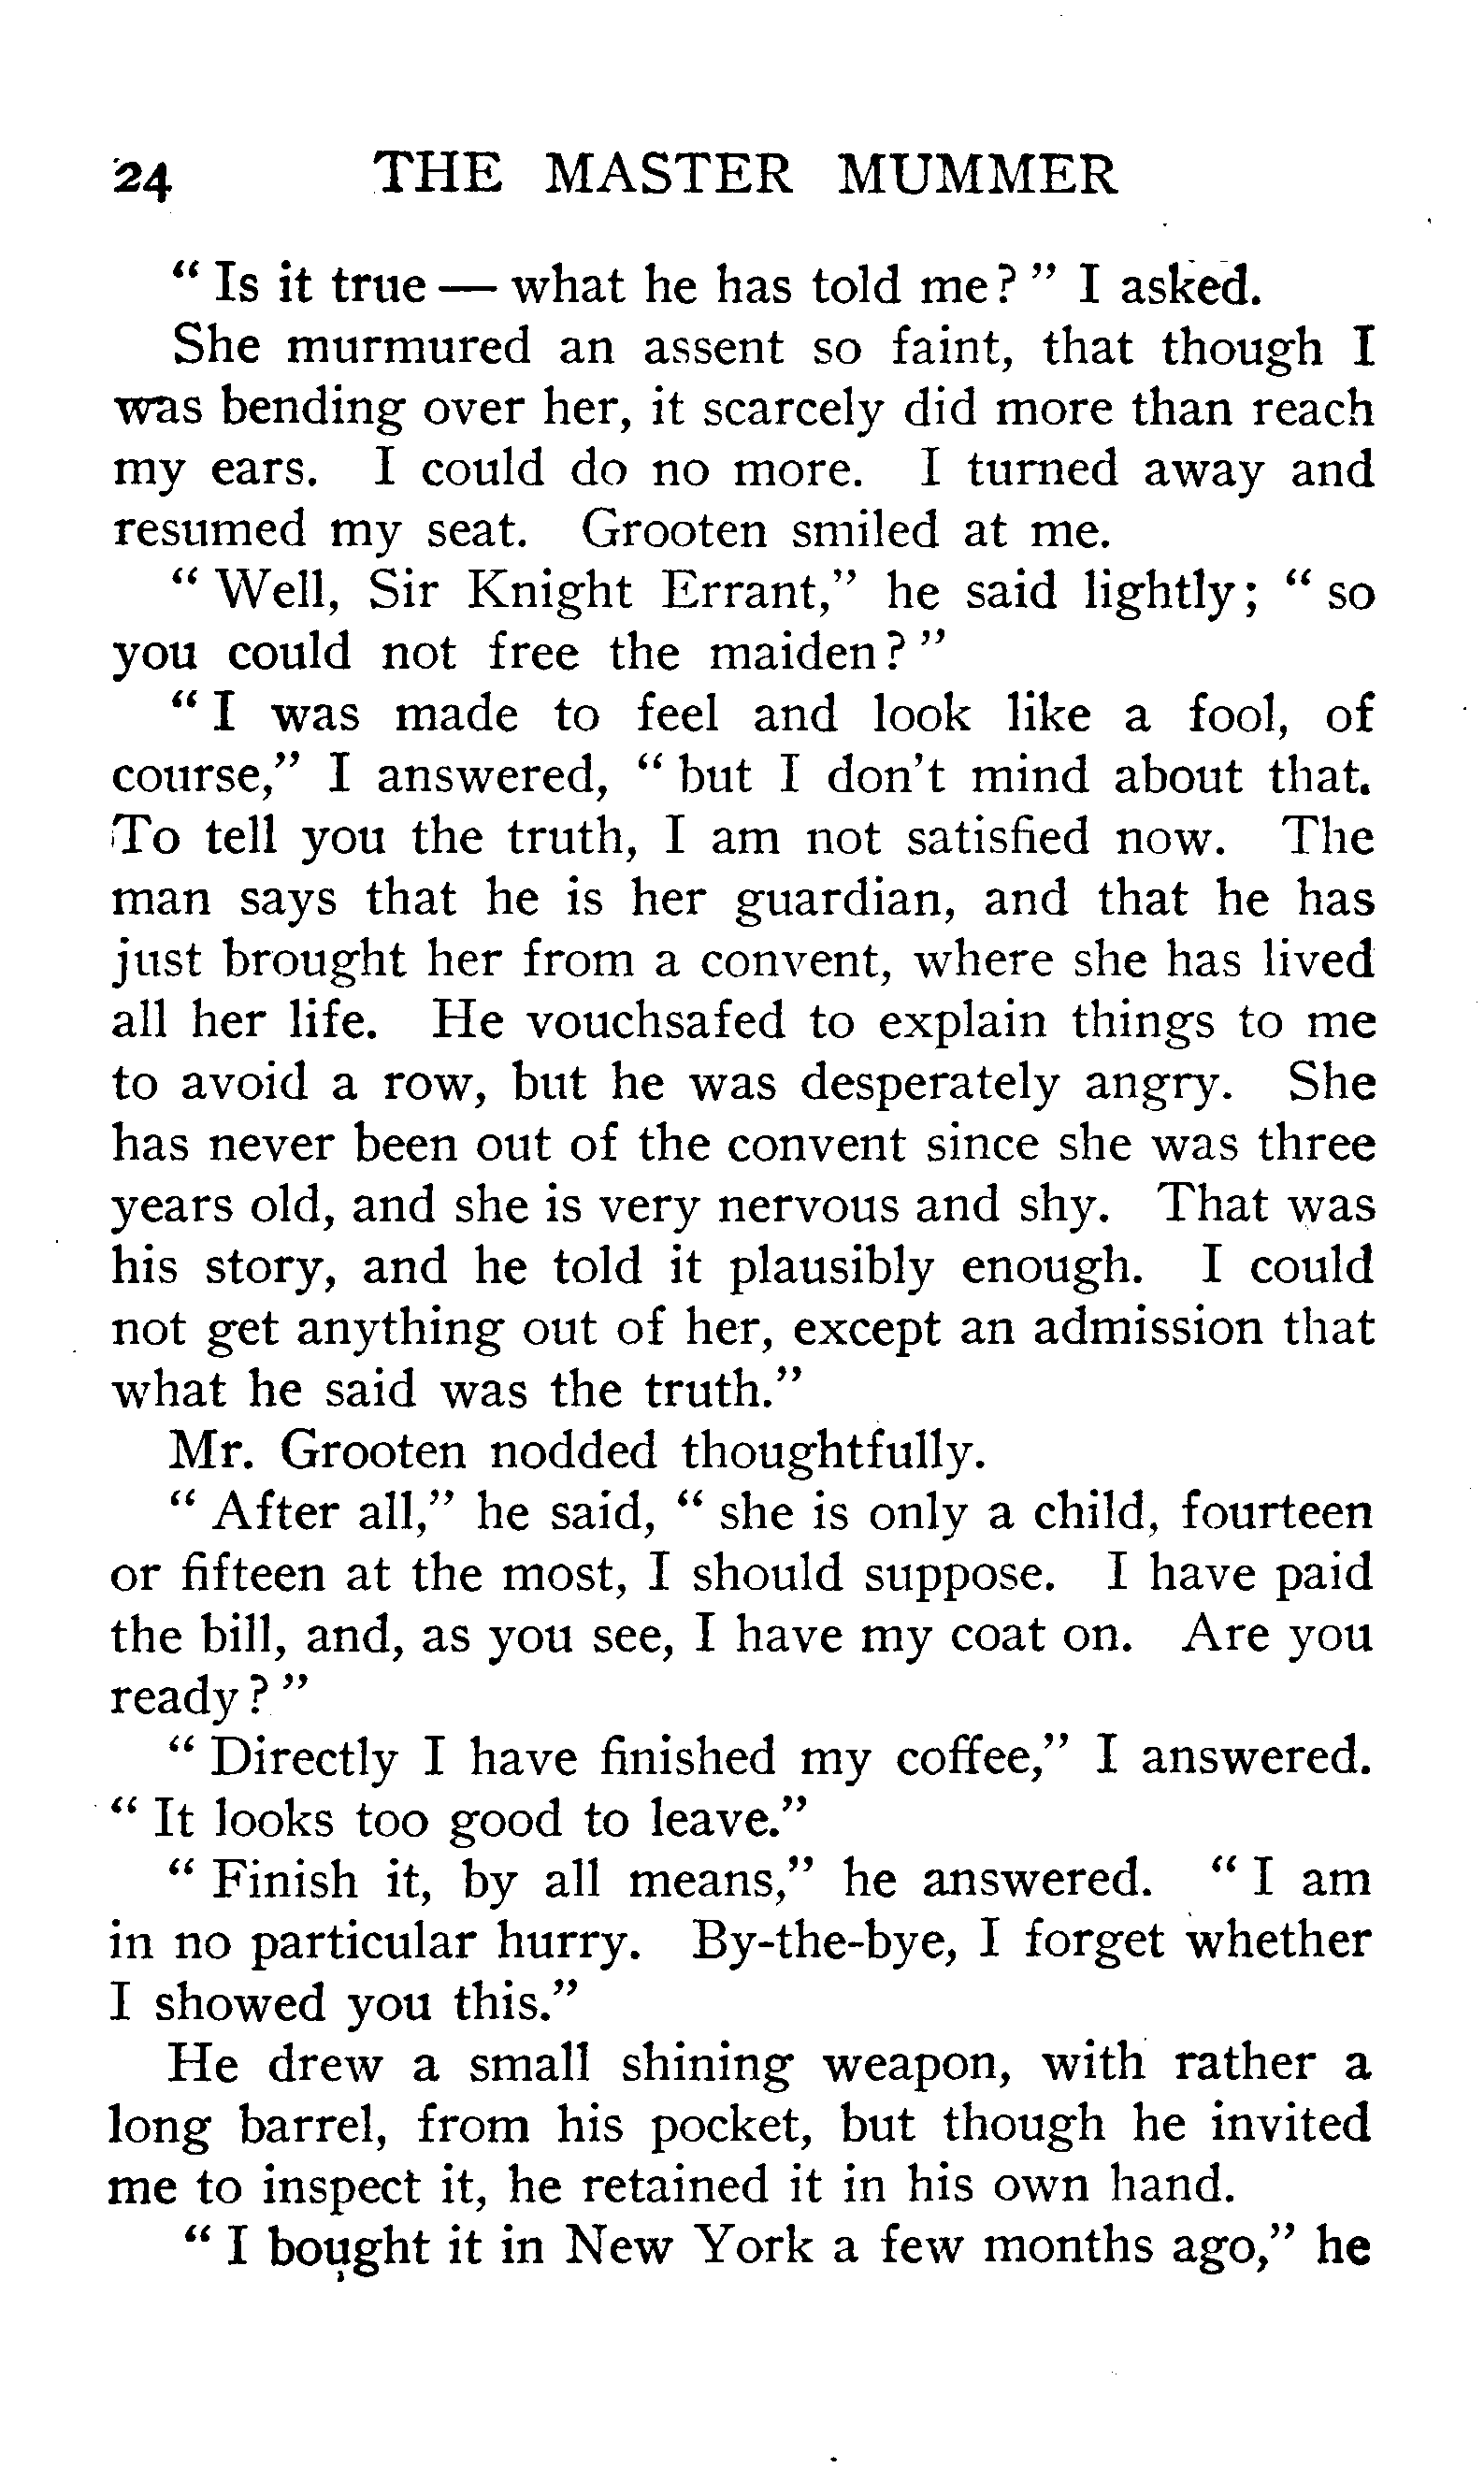 24 THE MASTER MUMMER
" Is it true — what he has told me? " I asked.
She murmured an assent so faint, that though I
was bending over her, it scarcely did more than reach
my ears. I could do no more. I turned away and
resumed my seat. Grooten smiled at me.
" Well, Sir Knight Errant," he said lightly; " so
you could not free the maiden? "
" I was made to feel and look like a fool, of
course," I answered, " but I don't mind about that.
To tell you the truth, I am not satisfied now. The
man says that he is her guardian, and that he has
just brought her from a convent, where she has lived
all her life. He vouchsafed to explain things to me
to avoid a row, but he was desperately angry. She
has never been out of the convent since she was three
years old, and she is very nervous and shy. That was
his story, and he told it plausibly enough. I could
not get anything out of her, except an admission that
what he said was the truth."
Mr. Grooten nodded thoughtfully.
" After all," he said, " she is only a child, fourteen
or fifteen at the most, I should suppose. I have paid
the bill, and, as you see, I have my coat on. Are you
ready? "
" Directly I have finished my coffee," I answered.
" It looks too good to leave."
" Finish it, by all means," he answered. " I am
in no particular hurry. By-the-bye, I forget whether
I showed you this."
He drew a small shining weapon, with rather a
long barrel, from his pocket, but though he invited
me to inspect it, he retained it in his own hand.
" I bought it in New York a few months ago," he